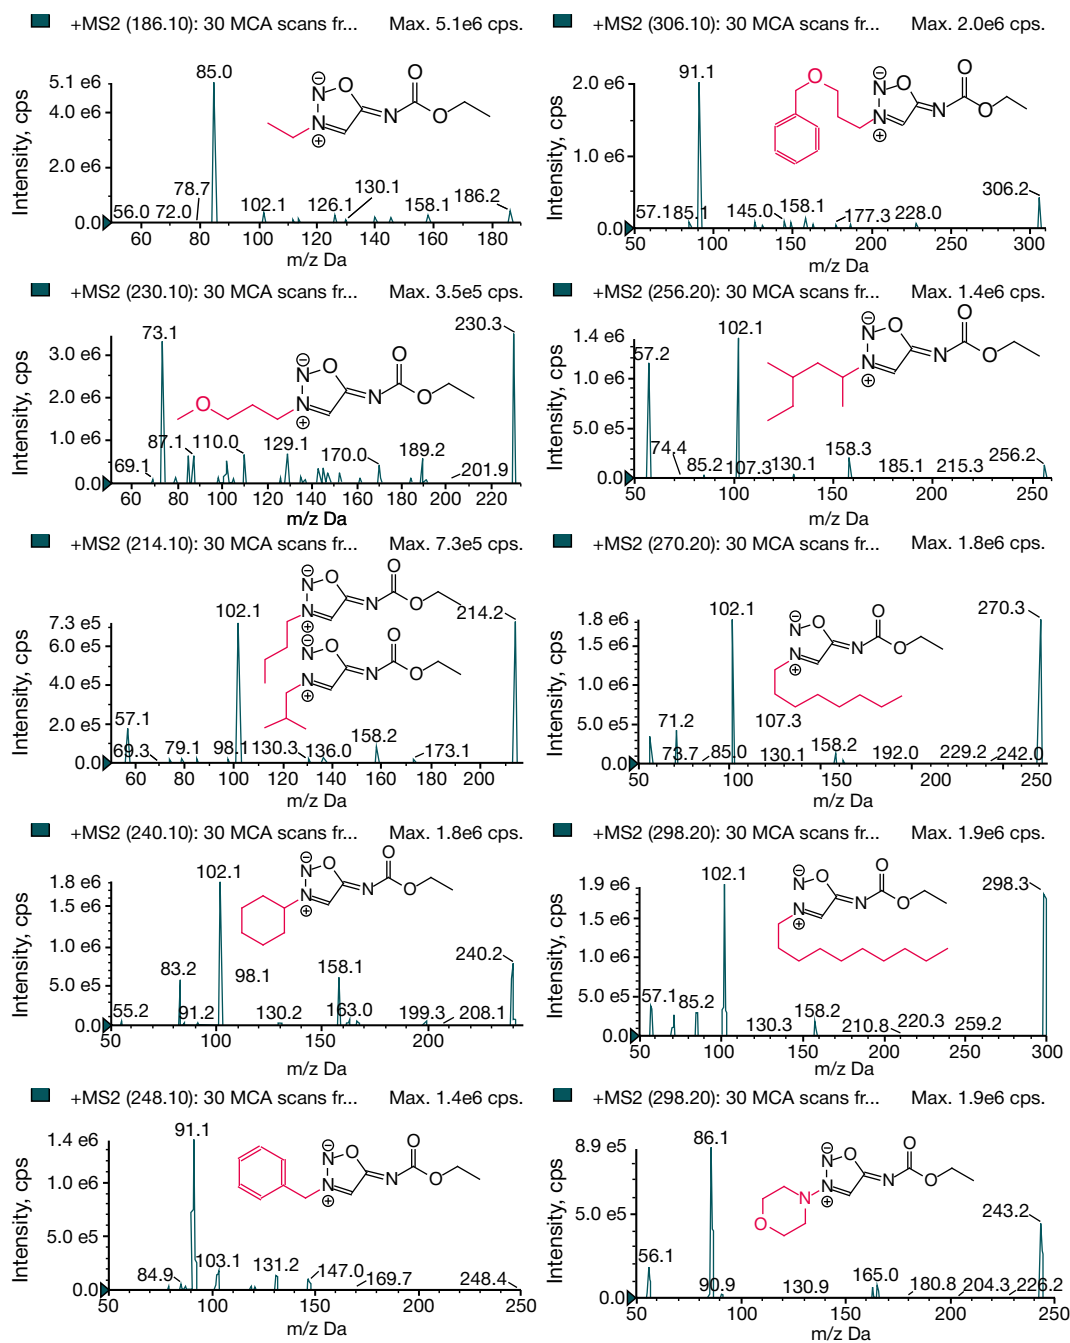 +MS2 (186.10): 30 MCA scans fr... Max. 5.1e6 cps.
Intensity, cps
5.1 e6
4.0 e6
2.0 e6
0.0
85.0
78.7
56.0 72.0
102.1
126.1
130.1
158.1
186.2
N O O
N N O
60 80 100 120 140 160 180
m/z Da
+MS2 (306.10): 30 MCA scans fr... Max. 2.0e6 cps.
Intensity, cps
2.0 e6
1.0 e6
0.0
91.1
57.1 85.1
145.0 158.1
177.3
228.0
306.2
O N O O
N N O
50 100 150 200 250 300
m/z Da
+MS2 (230.10): 30 MCA scans fr... Max. 3.5e5 cps.
Intensity, cps
3.0 e6
2.0 e6
1.0 e6
0.0
73.1
230.3
69.1
87.1
110.0
129.1
170.0
189.2
201.9
N O O
O N N O
60 80 100 120 140 160 180 200 220
m/z Da
+MS2 (256.20): 30 MCA scans fr... Max. 1.4e6 cps.
Intensity, cps
1.4 e6
1.0 e6
5.0 e5
0.0
57.2
102.1
74.4
85.2
107.3
130.1
158.3
185.1
215.3
256.2
N O O
N N O
50 100 150 200 250
m/z Da
+MS2 (214.10): 30 MCA scans fr... Max. 7.3e5 cps.
Intensity, cps
7.3 e5
6.0 e5
4.0 e5
2.0 e5
0.0
102.1
214.2
57.1
69.3
79.1
98.1
130.3
136.0
158.2
173.1
N O O
N N O
N O O
N N O
60 80 100 120 140 160 180 200
m/z Da
+MS2 (270.20): 30 MCA scans fr... Max. 1.8e6 cps.
Intensity, cps
1.8 e6
1.5 e6
1.0 e6
5.0 e5
0.0
102.1
270.3
71.2
73.7
85.0
107.3
130.1
158.2
192.0
229.2
242.0
N O O
N N O
50 100 150 200 250
m/z Da
+MS2 (240.10): 30 MCA scans fr... Max. 1.8e6 cps.
Intensity, cps
1.8 e6
1.5 e6
1.0 e6
5.0 e5
0.0
102.1
83.2
98.1
158.1
240.2
55.2
91.2
130.2
163.0
199.3
208.1
N O O
N N O
50 100 150 200
m/z Da
+MS2 (298.20): 30 MCA scans fr... Max. 1.9e6 cps.
Intensity, cps
1.9 e6
1.5 e6
1.0 e6
5.0 e5
0.0
102.1
298.3
57.1
85.2
130.3
158.2
210.8
220.3
259.2
N O O
N N O
50 100 150 200 250 300
m/z Da
+MS2 (248.10): 30 MCA scans fr... Max. 1.4e6 cps.
Intensity, cps
1.4 e6
1.0 e6
5.0 e5
0.0
91.1
84.9
103.1
131.2
147.0
169.7
248.4
N O O
N N O
50 100 150 200 250
m/z Da
+MS2 (298.20): 30 MCA scans fr... Max. 1.9e6 cps.
Intensity, cps
8.9 e5
5.0 e5
0.0
86.1
56.1
90.9
130.9
165.0
180.8
204.3
226.2
243.2
N O O
O N N N O
50 100 150 200 250
m/z Da